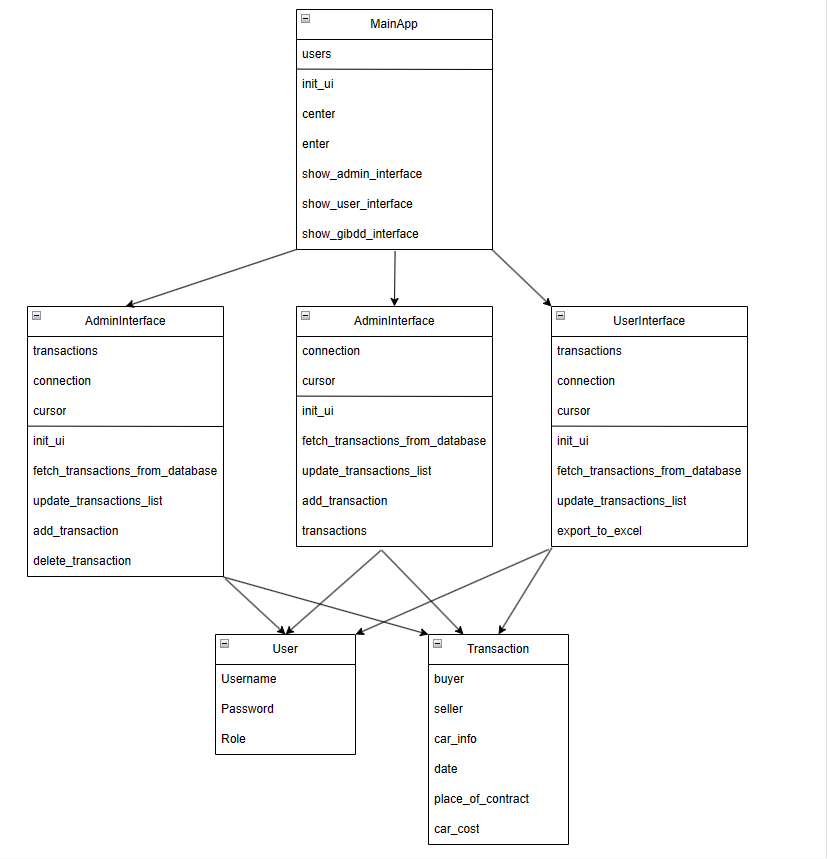 MainApp
users
init_ui
center
enter
show_admin_interface
show_user_interface
show_gibdd_interface
AdminInterface
transactions
connection
cursor
init_ui
fetch_transactions_from_database
update_transactions_list
add_transaction
delete_transaction
AdminInterface
connection
cursor
init_ui
fetch_transactions_from_database
update_transactions_list
add_transaction
transactions
UserInterface
transactions
connection
cursor
init_ui
fetch_transactions_from_database
update_transactions_list
export_to_excel
User
Username
Password
Role
Transaction
buyer
seller
car_info
date
place_of_contract
car_cost